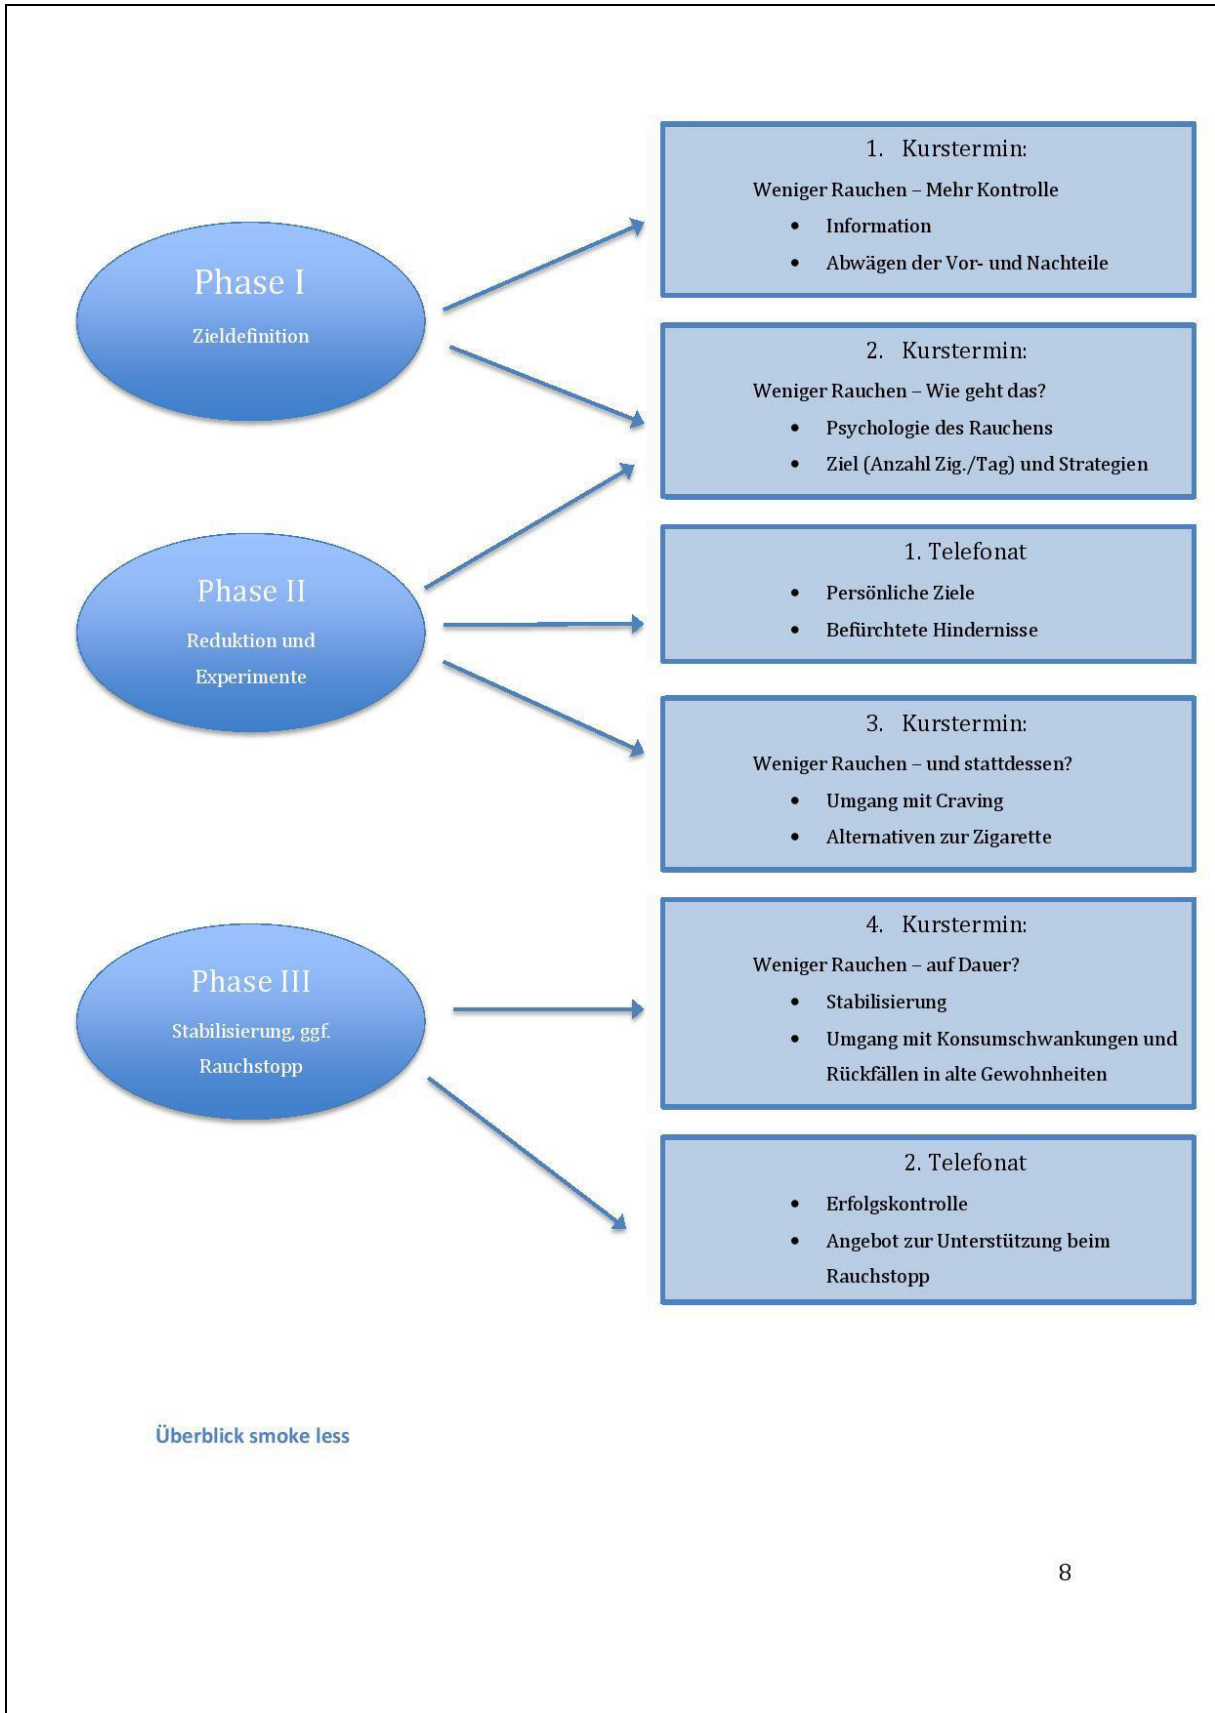 1. Kurstermin:
Weniger Rauchen – Mehr Kontrolle
• Information
• Abwägen der Vor- und Nachteile
Phase I
Zieldefinition
2. Kurstermin:
Weniger Rauchen – Wie geht das?
• Psychologie des Rauchens
• Ziel (Anzahl Zig./Tag) und Strategien
Phase II
Reduktion und
Experimente
1. Telefonat
• Persönliche Ziele
• Befürchtete Hindernisse
3. Kurstermin:
Weniger Rauchen – und stattdessen?
• Umgang mit Craving
• Alternativen zur Zigarette
Phase III
Stabilisierung, ggf.
Rauchstopp
4. Kurstermin:
Weniger Rauchen – auf Dauer?
• Stabilisierung
• Umgang mit Konsumschwankungen und
Rückfällen in alte Gewohnheiten
2. Telefonat
• Erfolgskontrolle
• Angebot zur Unterstützung beim
Rauchstopp
Überblick smoke less
8